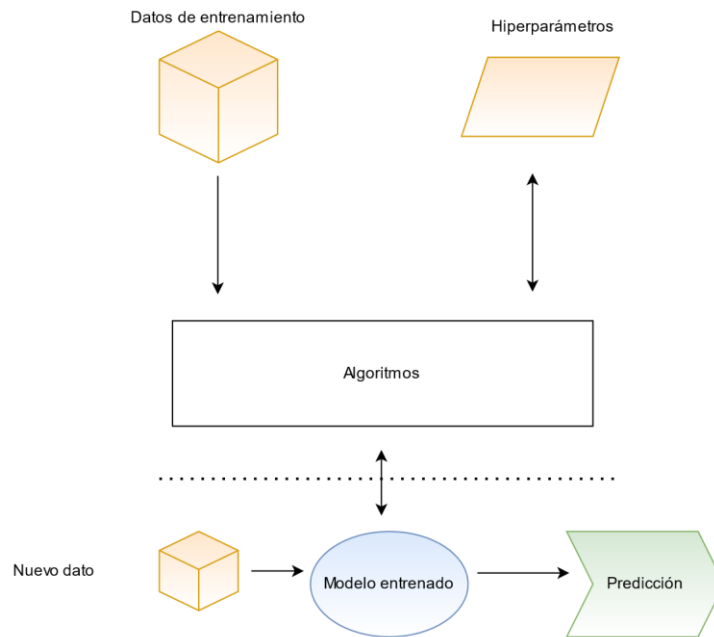 Datos de entrenamiento
Hiperparámetros
Algoritmos
Nuevo dato
Modelo entrenado
Predicción